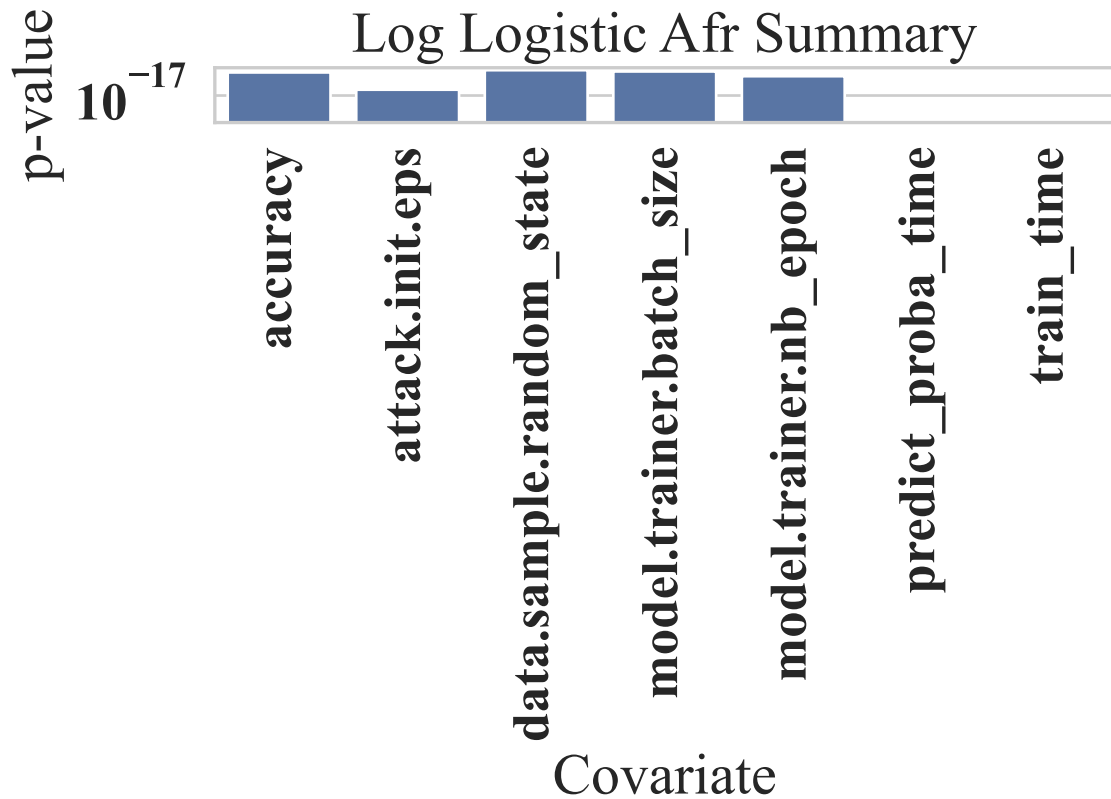 Log Logistic Afr Summary
p-value
10⁻¹⁷
accuracy
attack.init.eps
data.sample.random_state
model.trainer.batch_size
model.trainer.nb_epoch
predict_proba_time
train_time
Covariate